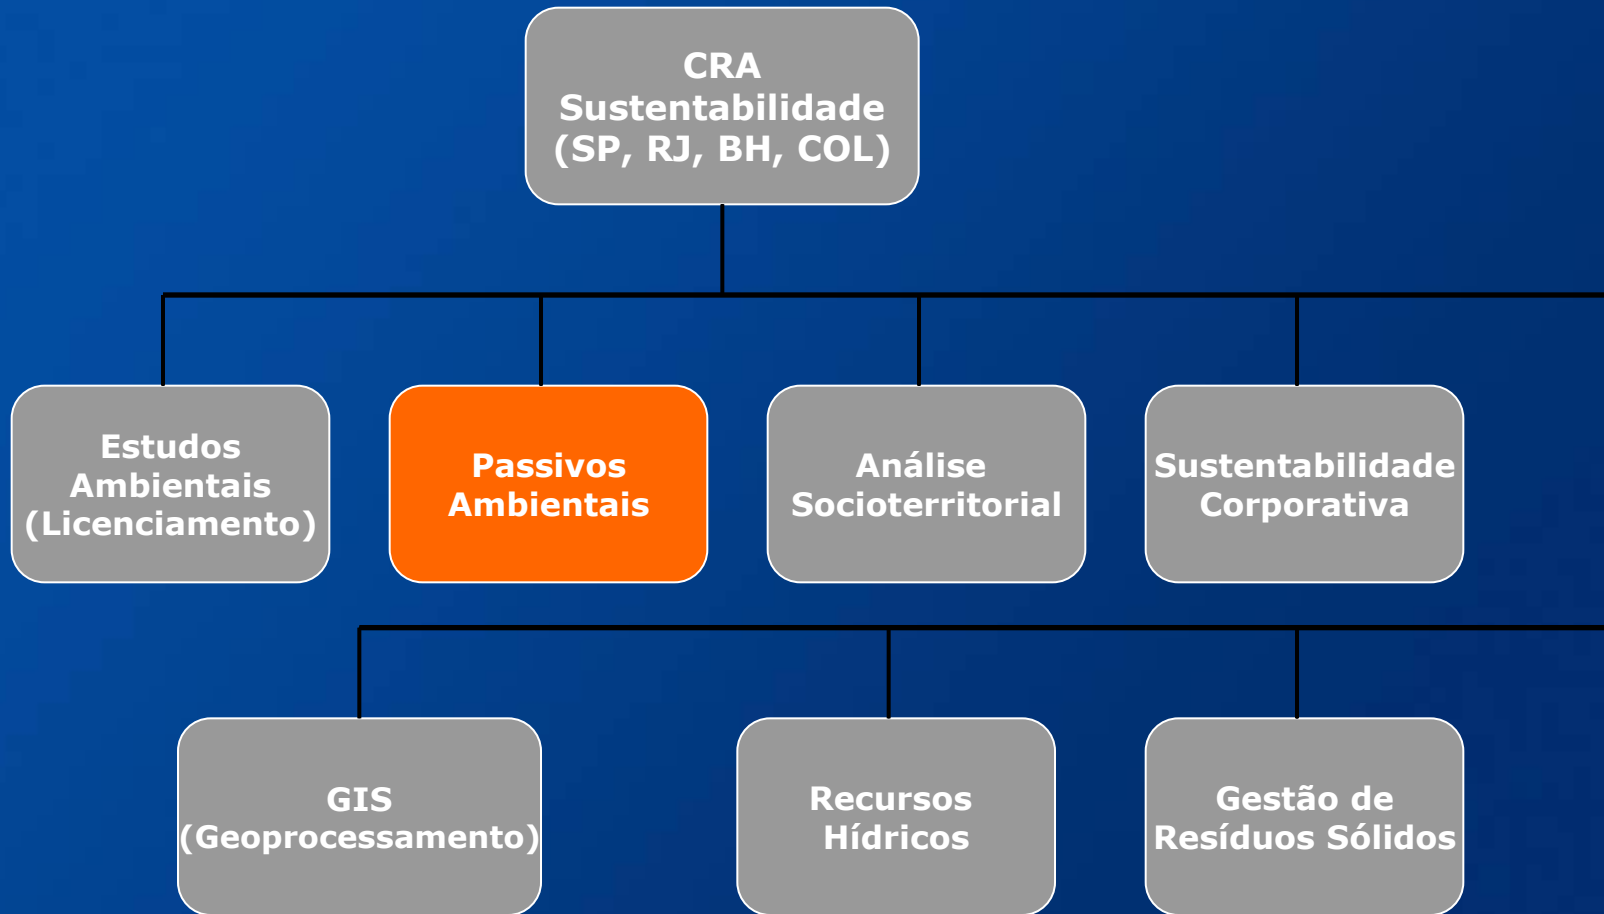 CRA
Sustentabilidade
(SP, RJ, BH, COL)
Estudos
Ambientais
(Licenciamento)
Passivos
Ambientais
Análise
Socioterritorial
Sustentabilidade
Corporativa
GIS
(Geoprocessamento)
Recursos
Hídricos
Gestão de
Resíduos Sólidos